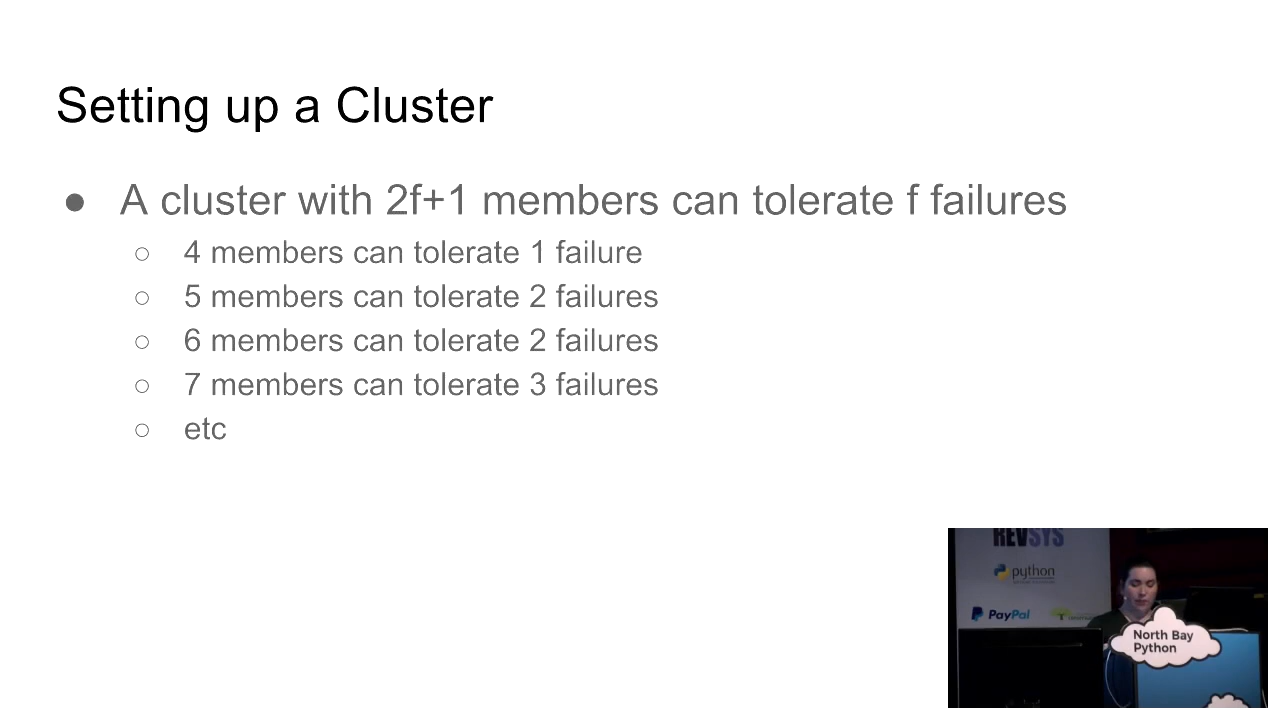 Setting up a Cluster
● A cluster with 2f+1 members can tolerate f failures
○ 4 members can tolerate 1 failure
○ 5 members can tolerate 2 failures
○ 6 members can tolerate 2 failures
○ 7 members can tolerate 3 failures
○ etc
REVSYS
python
PayPal
North Bay
Python